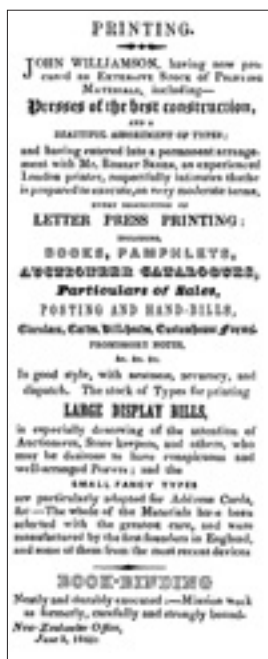 PRINTING.
JOHN WILLIAMSON, having now pro-
cured an EXTENSIVE STOCK of PRINTING
MATERIALS, including—
Presses of the best construction,
AND A
BEAUTIFUL ASSORTMENT OF TYPES;
and having entered into a permanent arrange-
ment with MR. an experienced
London printer, respectfully intimates that he
is prepared to execute, on very moderate terms,
EVERY DESCRIPTION OF
LETTER PRESS PRINTING;
INCLUDING,
BOOKS, PAMPHLETS,
AUCTIONEER CATALOGUES,
Particulars of Sales,
POSTING AND HAND-BILLS,
Circulars, Cards, Bill-heads, Customhouse Forms,
PROMISSORY NOTES,
&c. &c. &c.
In good style, with neatness, accuracy, and
dispatch. The stock of Types for printing
LARGE DISPLAY BILLS,
is especially deserving of the attention of
Auctioneers, Store keepers, and others, who
may be desirous to have conspicuous and
well-arranged POSTERS; and the
SMALL FANCY TYPES
are particularly adapted for Address Cards,
&c—The whole of the Materials have been
selected with the greatest care, and were
manufactured by the first founders in England,
and some of them from the most recent devices
BOOK-BINDING
Neatly and durably executed:—Mission work
as formerly, carefully and strongly bound.
New-Zealander Office,
June